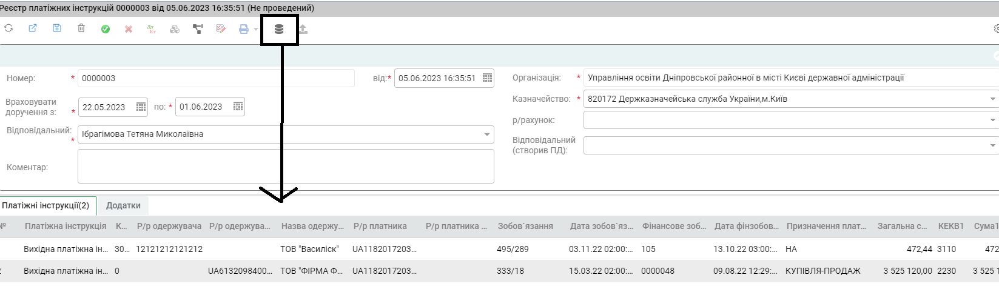 Реєстр платіжних інструкцій 0000003 від 05.06.2023 16:35:51 (Не проведений)
Дт Кт
Номер: * 0000003 від:* 05.06.2023 16:35:51 Організація: * Управління освіти Дніпровської районної в місті Києві державної адміністрації
Враховувати доручення з: * 22.05.2023 по: * 01.06.2023 Казначейство: * 820172 Держказначейська служба України,м.Київ
р/рахунок:
Відповідальний: * Ібрагімова Тетяна Миколаївна Відповідальний (створив ПД):
Коментар:
Платіжні інструкції(2) Додатки
№ Платіжна інструкція К... Р/р одержувача Р/р одержува... Назва одержу... Р/р платника Р/р платника ... Зобов`язання Дата зобов`яз... Фінансове зоб... Дата фінзобов... Призначення плат... Загальна с... КЕКВ1 Сума1
Вихідна платіжна ін... 30... 12121212121212 ТОВ "Василіск" UA1182017203... 495/289 03.11.22 02:00:... 105 13.10.22 03:00:... НА 472,44 3110 472
2 Вихідна платіжна ін... 0 UA6132098400... ТОВ "ФІРМА Ф... UA1182017203... 333/18 15.03.22 02:00:... 0000048 09.08.22 12:29:... КУПІВЛЯ-ПРОДАЖ 3 525 120,00 2230 3 525 1